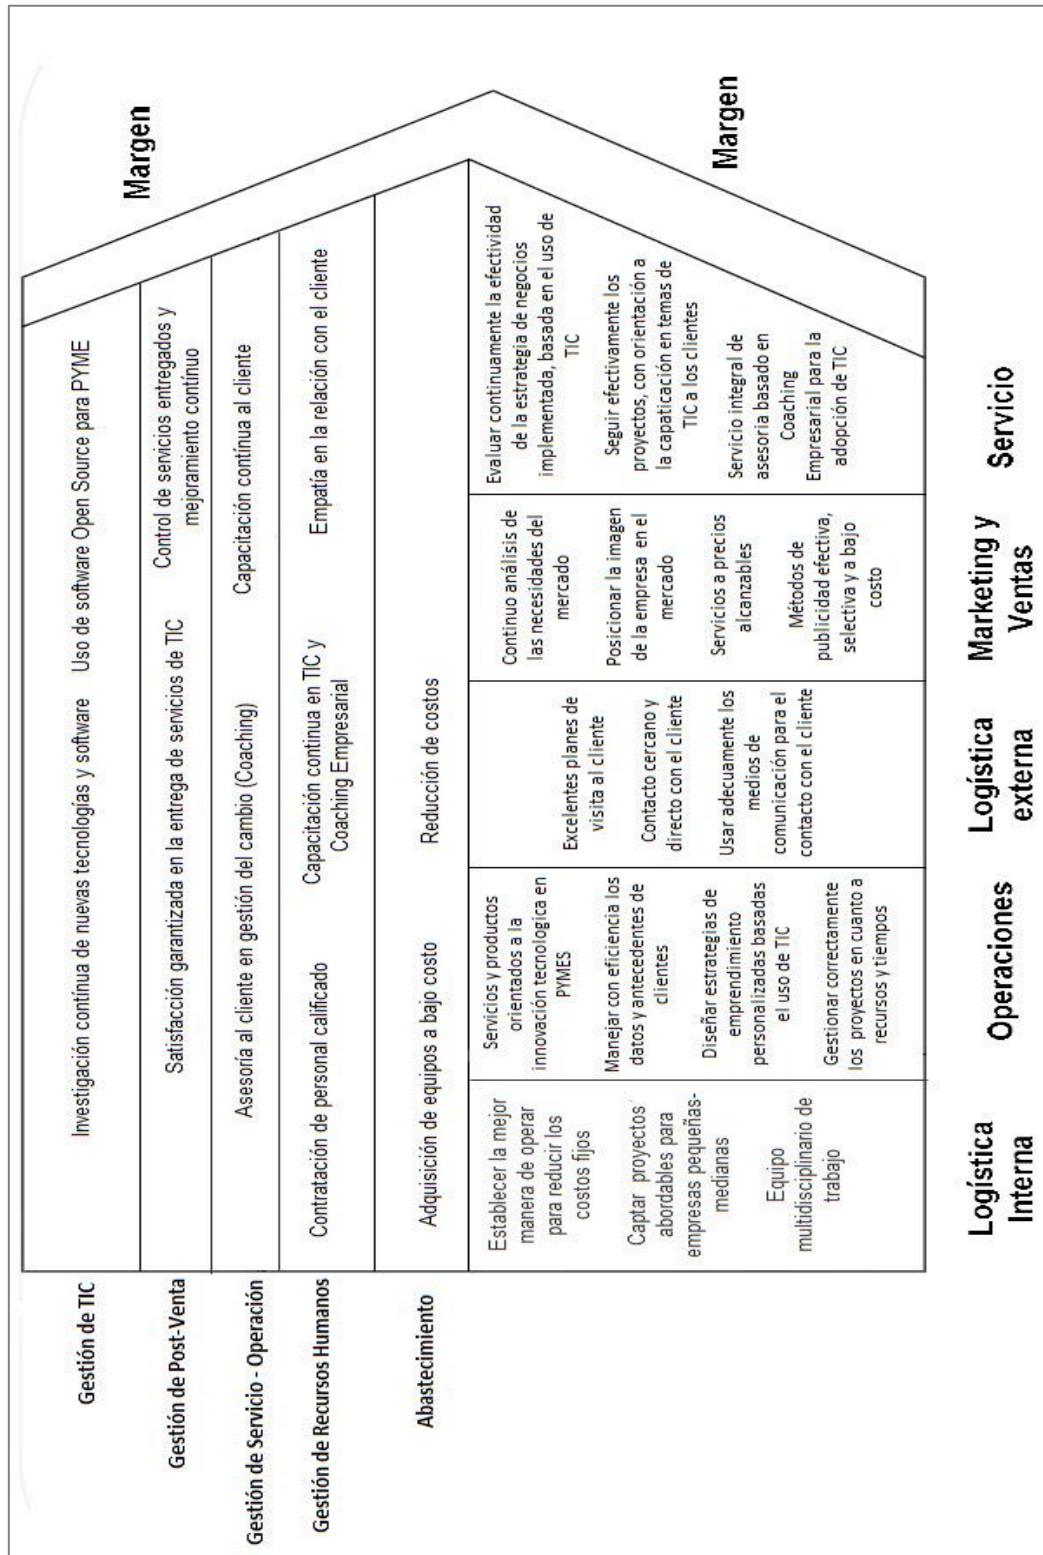 Gestión de TIC
Investigación contínua de nuevas tecnologías y software
Uso de software Open Source para PYME
Margen
Gestión de Post-Venta
Satisfacción garantizada en la entrega de servicios de TIC
Control de servicios entregados y
mejoramiento contínuo
Gestión de Servicio - Operación
Asesoría al cliente en gestión del cambio (Coaching)
Capacitación contínua al cliente
Gestión de Recursos Humanos
Contratación de personal calificado
Capacitación continua en TIC y
Coaching Empresarial
Empatía en la relación con el cliente
Abastecimiento
Adquisición de equipos a bajo costo
Reducción de costos
Establecer la mejor
manera de operar
para reducir los
costos fijos
Captar proyectos
abordables para
empresas pequeñas-
medianas
Equipo
multidisciplinario de
trabajo
Servicios y productos
orientados a la
innovación tecnologica en
PYMES
Manejar con eficiencia los
datos y antecedentes de
clientes
Diseñar estrategias de
emprendimiento
personalizadas basadas
el uso de TIC
Gestionar correctamente
los proyectos en cuanto a
recursos y tiempos
Excelentes planes de
visita al cliente
Contacto cercano y
directo con el cliente
Usar adecuamente los
medios de
comunicación para el
contacto con el cliente
Continuo análisis de
las necesidades del
mercado
Posicionar la imagen
de la empresa en el
mercado
Servicios a precios
alcanzables
Métodos de
publicidad efectiva,
selectiva y a bajo
costo
Evaluar continuamente la efectividad
de la estrategia de negocios
implementada, basada en el uso de
TIC
Seguir efectivamente los
proyectos, con orientación a
la capaticación en temas de
TIC a los clientes
Servicio integral de
asesoria basado en
Coaching
Empresarial para la
adopción de TIC
Margen
Logística
Interna
Operaciones
Logística
externa
Marketing y
Ventas
Servicio